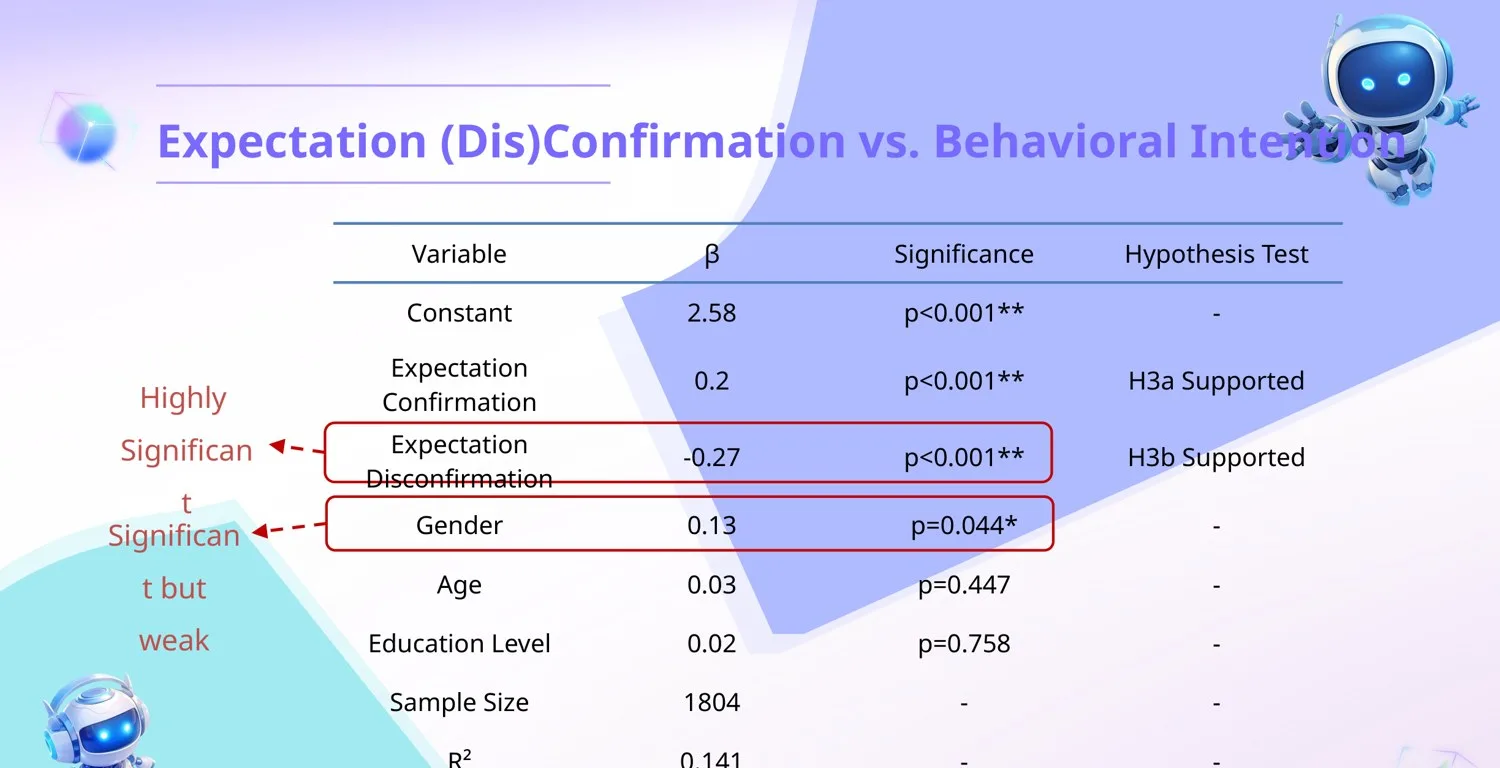 Expectation (Dis)Confirmation vs. Behavioral Intention
Variable β Significance Hypothesis Test
Constant 2.58 p<0.001** -
Expectation
Confirmation 0.2 p<0.001** H3a Supported
Expectation
Disconfirmation -0.27 p<0.001** H3b Supported
Gender 0.13 p=0.044* -
Age 0.03 p=0.447 -
Education Level 0.02 p=0.758 -
Sample Size 1804 - -
R² 0.141 - -
Highly
Significan
t
Significan
t but
weak